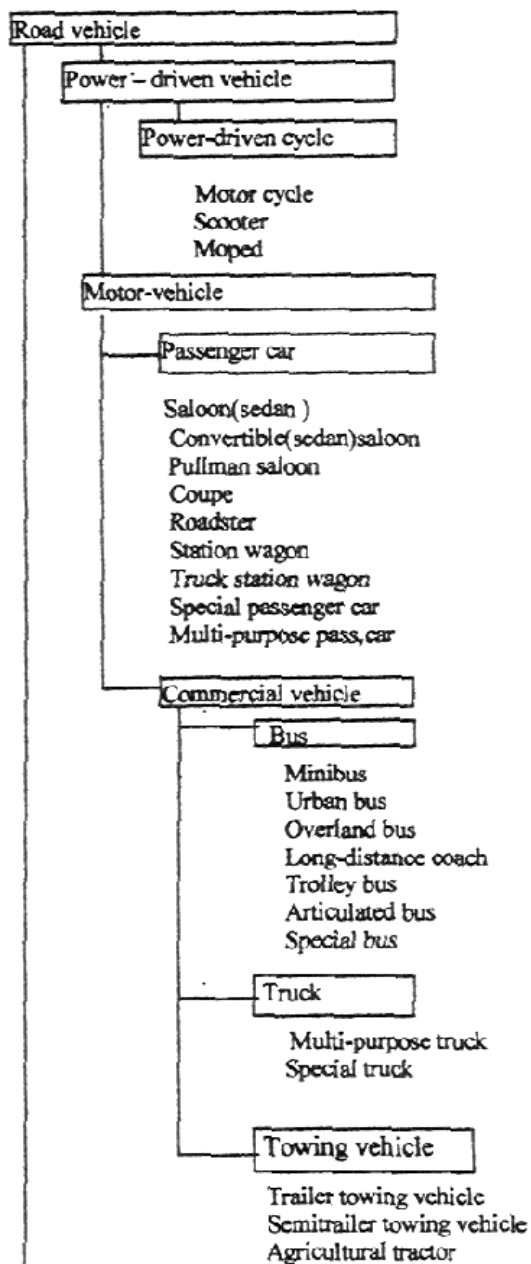 Road vehicle
Power – driven vehicle
Power-driven cycle
Motor cycle
Scooter
Moped
Motor-vehicle
Passenger car
Saloon(sedan )
Convertible(sedan)saloon
Pullman saloon
Coupe
Roadster
Station wagon
Truck station wagon
Special passenger car
Multi-purpose pass,car
Commercial vehicle
Bus
Minibus
Urban bus
Overland bus
Long-distance coach
Trolley bus
Articulated bus
Special bus
Truck
Multi-purpose truck
Special truck
Towing vehicle
Trailer towing vehicle
Semitrailer towing vehicle
Agricultural tractor